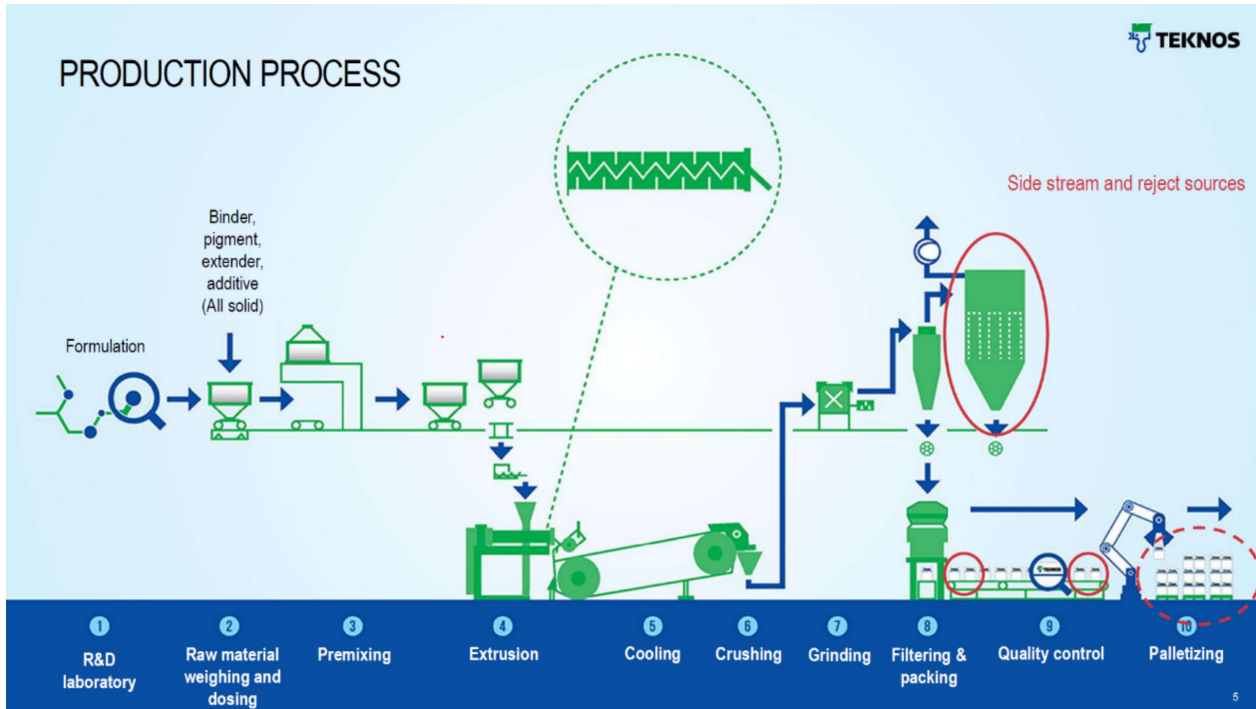 TEKNOS
PRODUCTION PROCESS
Side stream and reject sources
Binder,
pigment,
extender,
additive
(All solid)
Formulation
TEKNOS
1
2
3
4
5
6
7
8
9
10
R&D
laboratory
Raw material
weighing and
dosing
Premixing
Extrusion
Cooling
Crushing
Grinding
Filtering &
packing
Quality control
Palletizing
5